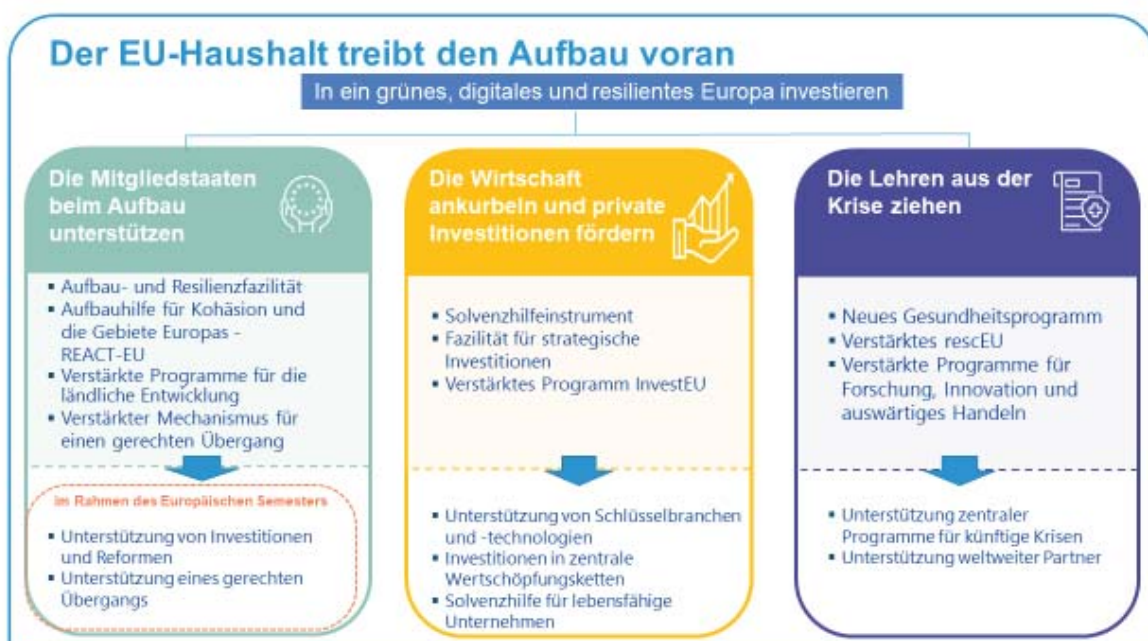 Der EU-Haushalt treibt den Aufbau voran
In ein grünes, digitales und resilientes Europa investieren
Die Mitgliedstaaten
beim Aufbau
unterstützen
▪ Aufbau- und Resilienzfazilität
▪ Aufbauhilfe für Kohäsion und
die Gebiete Europas -
REACT-EU
▪ Verstärkte Programme für die
ländliche Entwicklung
▪ Verstärkter Mechanismus für
einen gerechten Übergang
Im Rahmen des Europäischen Semesters
▪ Unterstützung von Investitionen
und Reformen
▪ Unterstützung eines gerechten
Übergangs
Die Wirtschaft
ankurbeln und private
Investitionen fördern
▪ Solvenzhilfeinstrument
▪ Fazilität für strategische
Investitionen
▪ Verstärktes Programm InvestEU
▪ Unterstützung von Schlüsselbranchen
und -technologien
▪ Investitionen in zentrale
Wertschöpfungsketten
▪ Solvenzhilfe für lebensfähige
Unternehmen
Die Lehren aus der
Krise ziehen
▪ Neues Gesundheitsprogramm
▪ Verstärktes rescEU
▪ Verstärkte Programme für
Forschung, Innovation und
auswärtiges Handeln
▪ Unterstützung zentraler
Programme für künftige Krisen
▪ Unterstützung weltweiter Partner